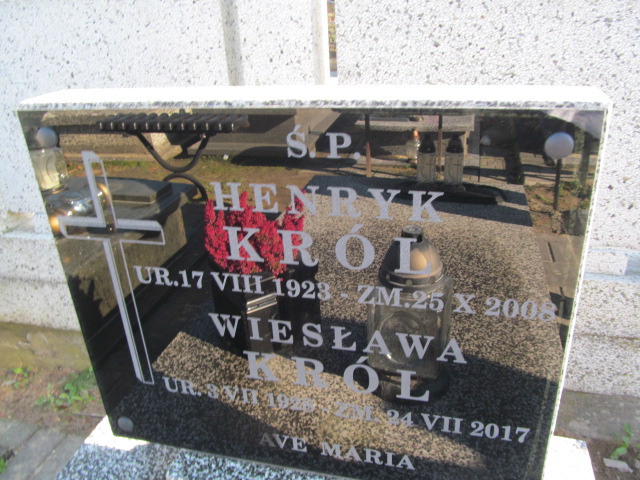 Ś. P.
HENRYK
KRÓL
UR. 17 VIII 1923 - ZM. 25 X 2008
WIESŁAWA
KRÓL
UR. 3 VII 1928 - ZM. 24 VII 2017
AVE MARIA